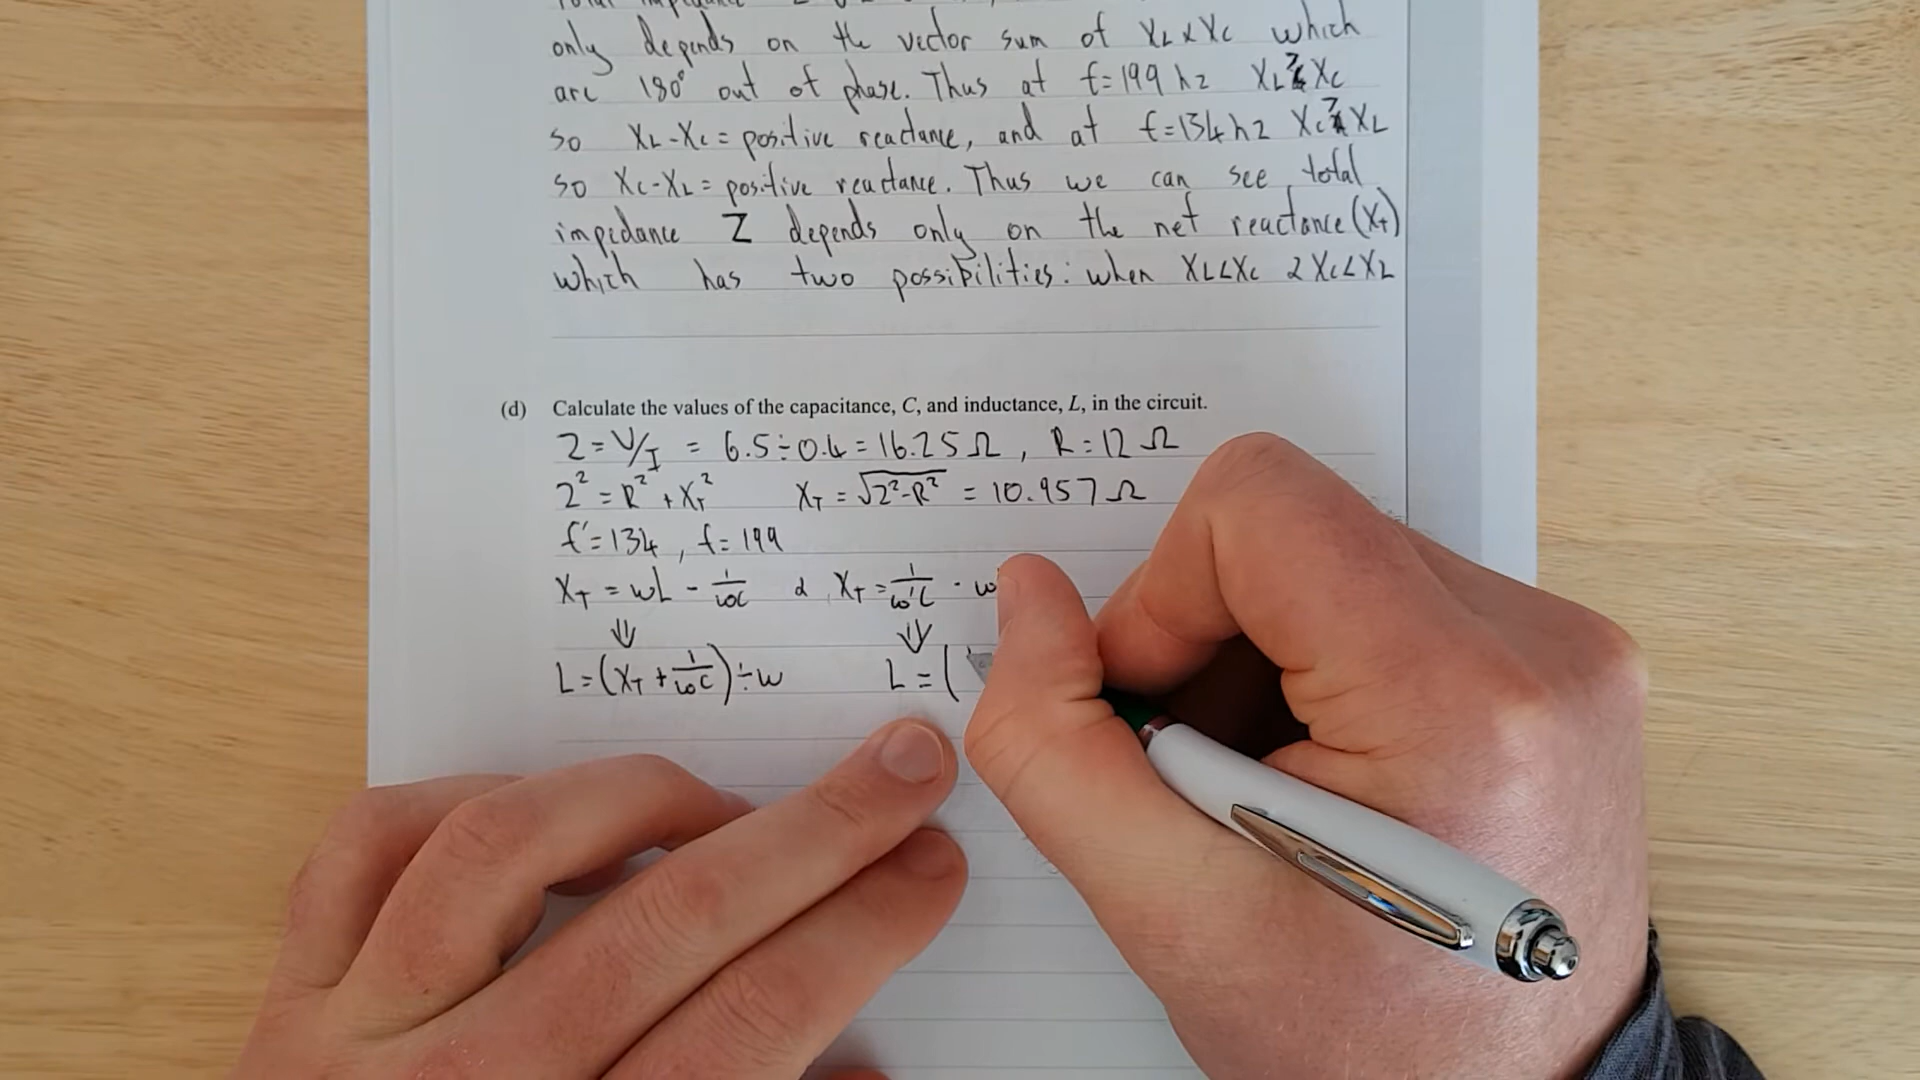 only depends on the vector sum of XL & XC which
are 180° out of phase. Thus at f=199 hz XL > XC
so XL-XC = positive reactance, and at f=134hz XC > XL
so XC-XL = positive reactance. Thus we can see total
impedance Z depends only on the net reactance (XT)
which has two possibilities: when XL<XC & XC<XL
(d) Calculate the values of the capacitance, C, and inductance, L, in the circuit.
Z = V/I = 6.5÷0.4 = 16.25 Ω , R = 12 Ω
Z² = R² + XT² XT = √Z²-R² = 10.957 Ω
f'=134 , f=199
XT = ωL - 1/ωC & XT = 1/ω'C - ω
⇓ ⇓
L = (XT + 1/ωC) ÷ ω L = (